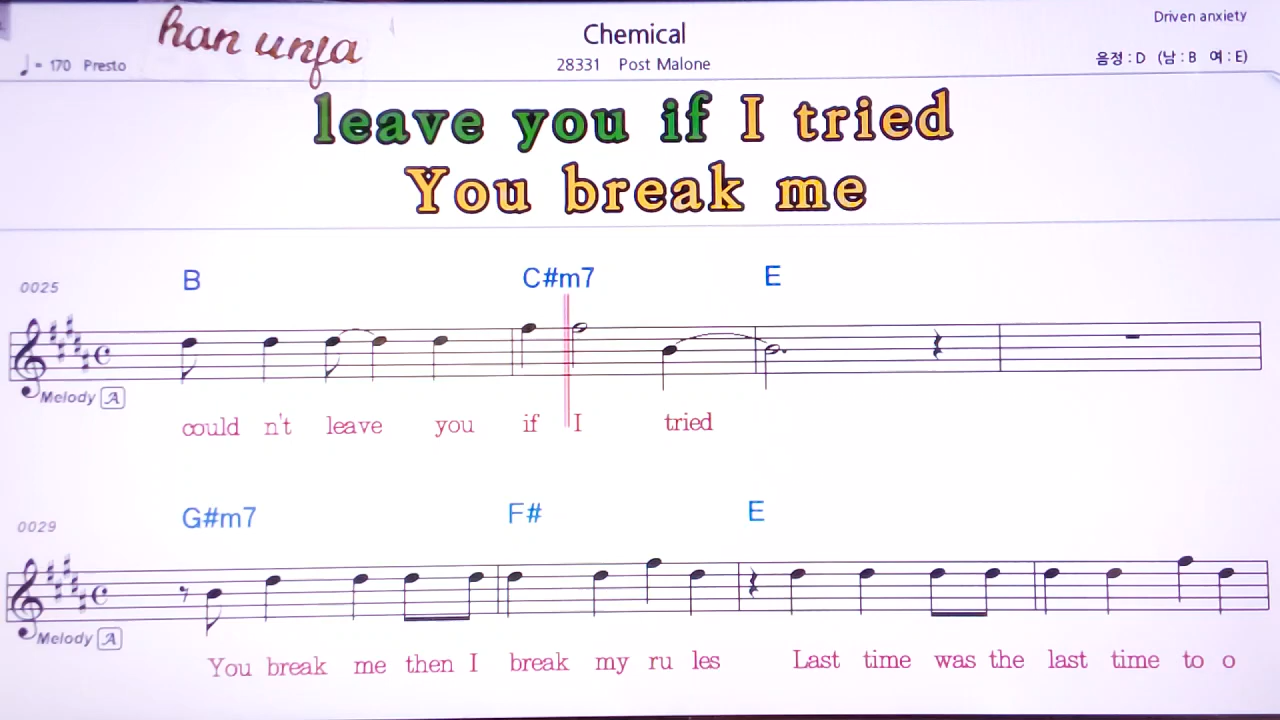 han unfa
Chemical
Driven anxiety
♩ = 170 Presto
28331 Post Malone
음정 : D (남 : B 여 : E)
leave you if I tried
You break me
0025
B C#m7 E
Melody A
could n't leave you if I tried
0029
G#m7 F# E
Melody A
You break me then I break my ru les Last time was the last time to o